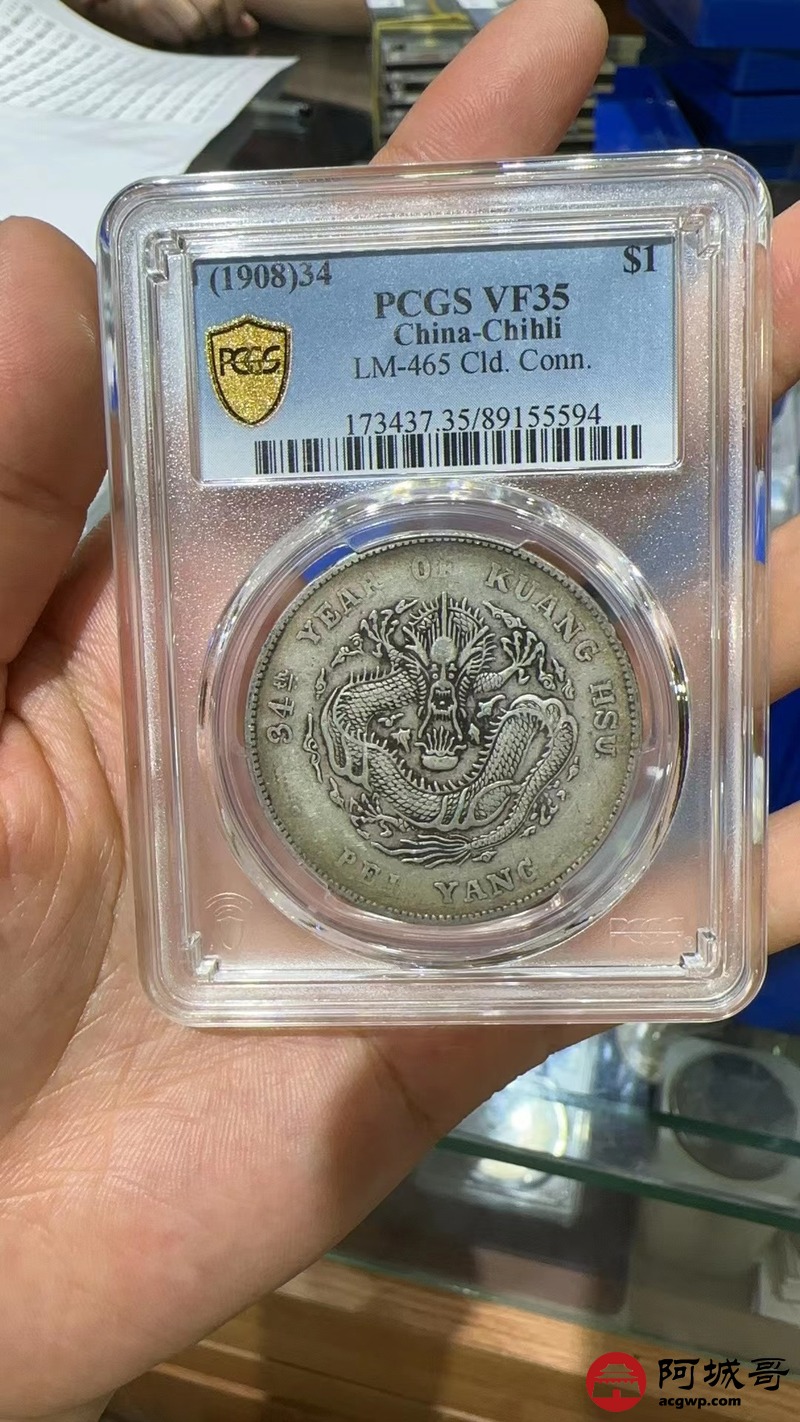 (1908)34 $1
PCGS VF35
China-Chihli
LM-465 Cld. Conn.
PCGS
173437.35/89155594
34th YEAR OF KUANG HSU
PEI YANG
PCGS
阿城哥
acgwp.com